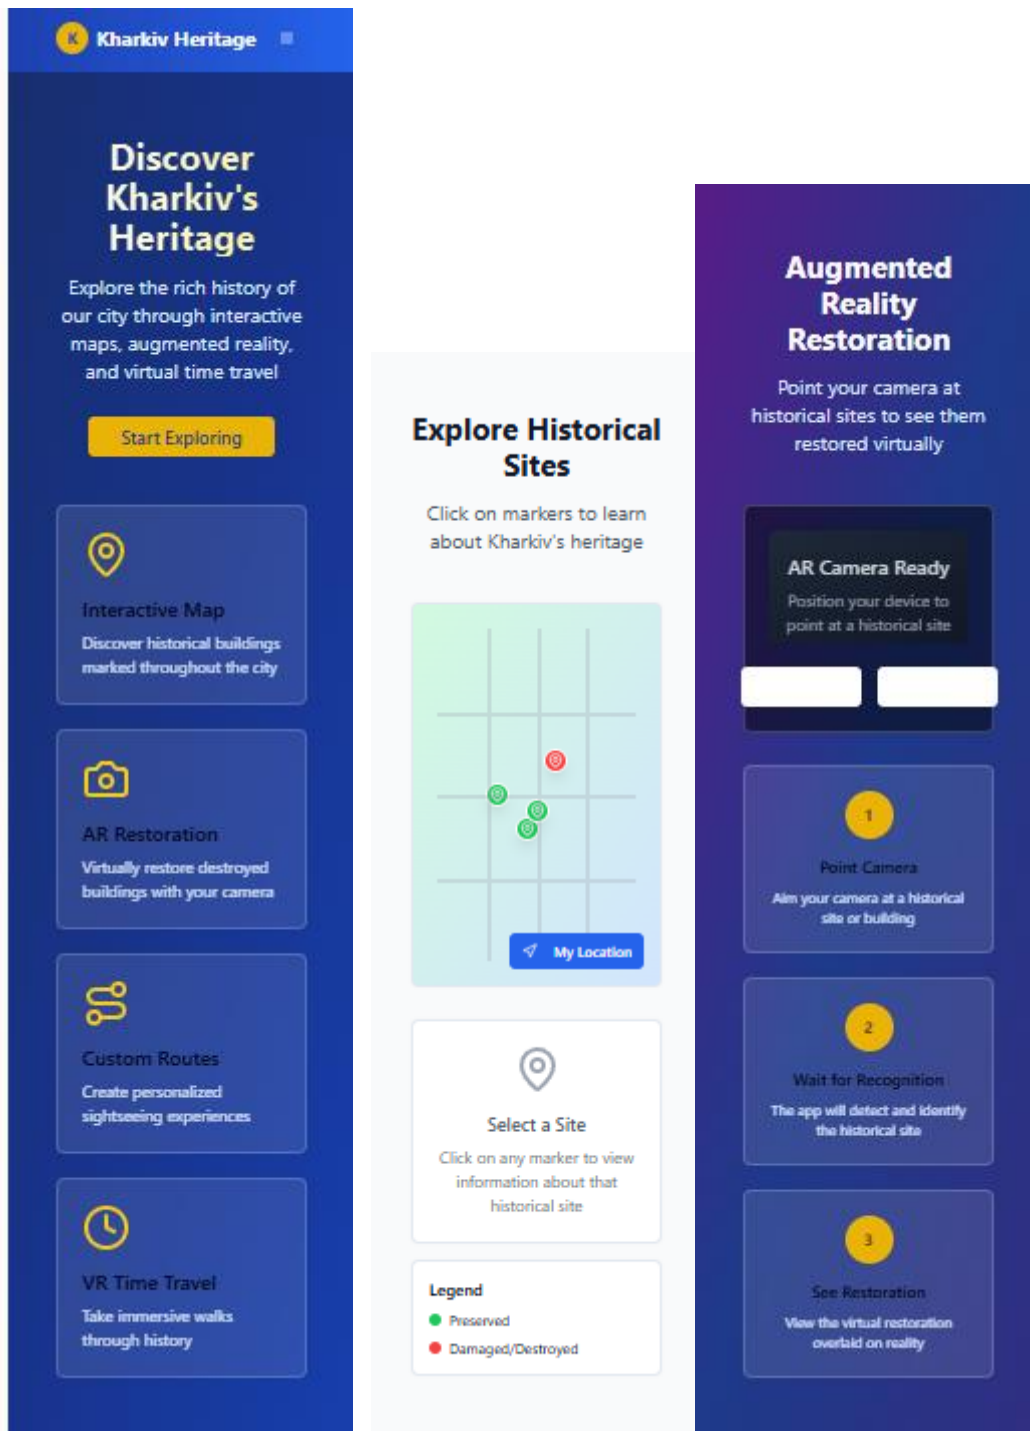 K Kharkiv Heritage
Discover
Kharkiv's
Heritage
Explore the rich history of
our city through interactive
maps, augmented reality,
and virtual time travel
Start Exploring
Interactive Map
Discover historical buildings
marked throughout the city
AR Restoration
Virtually restore destroyed
buildings with your camera
Custom Routes
Create personalized
sightseeing experiences
VR Time Travel
Take immersive walks
through history
Explore Historical
Sites
Click on markers to learn
about Kharkiv's heritage
My Location
Select a Site
Click on any marker to view
information about that
historical site
Legend
Preserved
Damaged/Destroyed
Augmented
Reality
Restoration
Point your camera at
historical sites to see them
restored virtually
AR Camera Ready
Position your device to
point at a historical site
1
Point Camera
Aim your camera at a historical
site or building
2
Wait for Recognition
The app will detect and identify
the historical site
3
See Restoration
View the virtual restoration
overlaid on reality